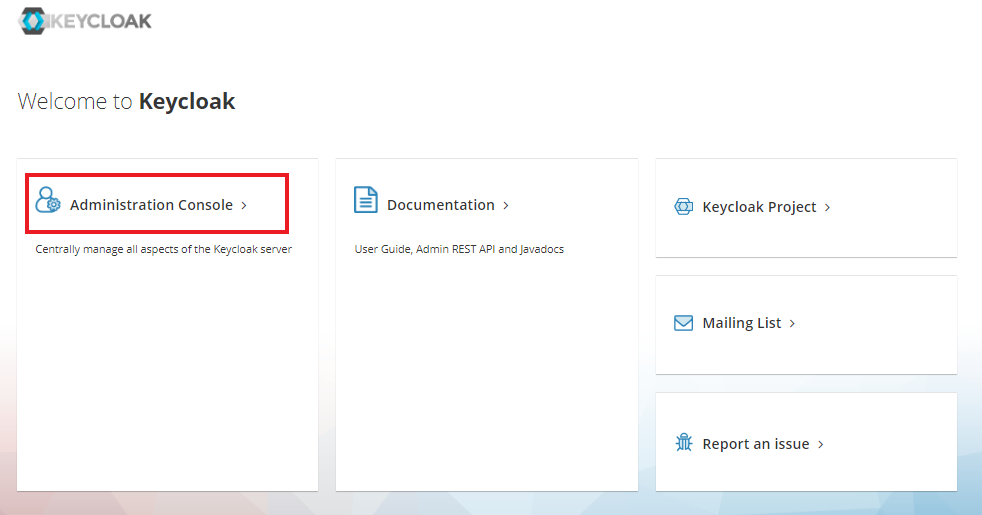 KEYCLOAK
Welcome to Keycloak
Administration Console >
Centrally manage all aspects of the Keycloak server
Documentation >
User Guide, Admin REST API and Javadocs
Keycloak Project >
Mailing List >
Report an issue >